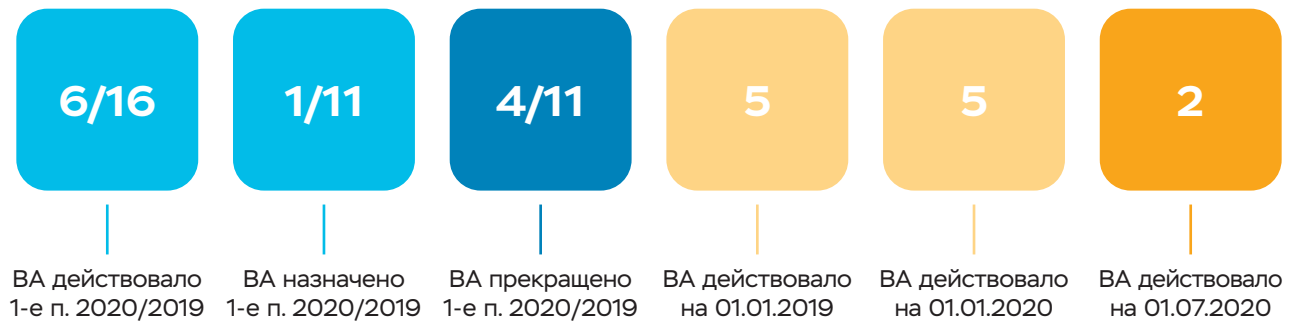 6/16
1/11
4/11
5
5
2
ВА действовало
1-е п. 2020/2019
ВА назначено
1-е п. 2020/2019
ВА прекращено
1-е п. 2020/2019
ВА действовало
на 01.01.2019
ВА действовало
на 01.01.2020
ВА действовало
на 01.07.2020